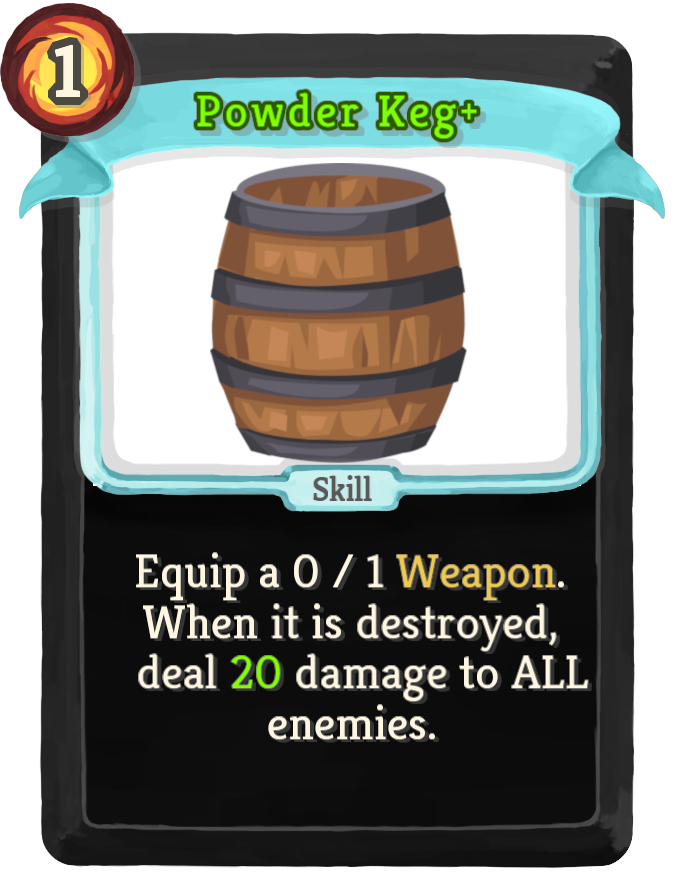 1
Powder Keg+
Skill
Equip a 0 / 1 Weapon.
When it is destroyed,
deal 20 damage to ALL
enemies.